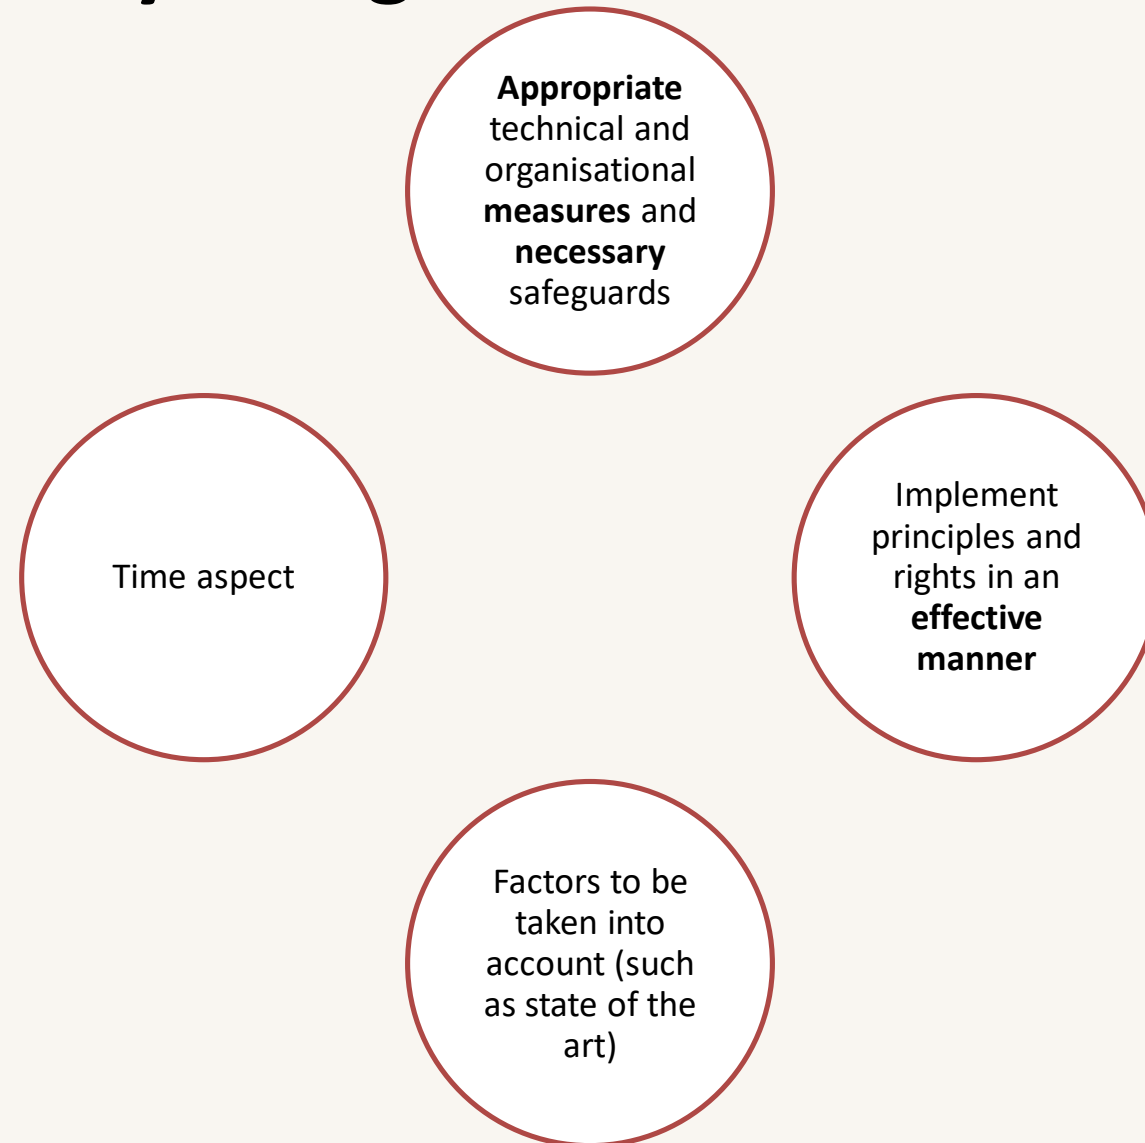 Appropriate
technical and
organisational
measures and
necessary
safeguards
Time aspect
Implement
principles and
rights in an
effective
manner
Factors to be
taken into
account (such
as state of the
art)